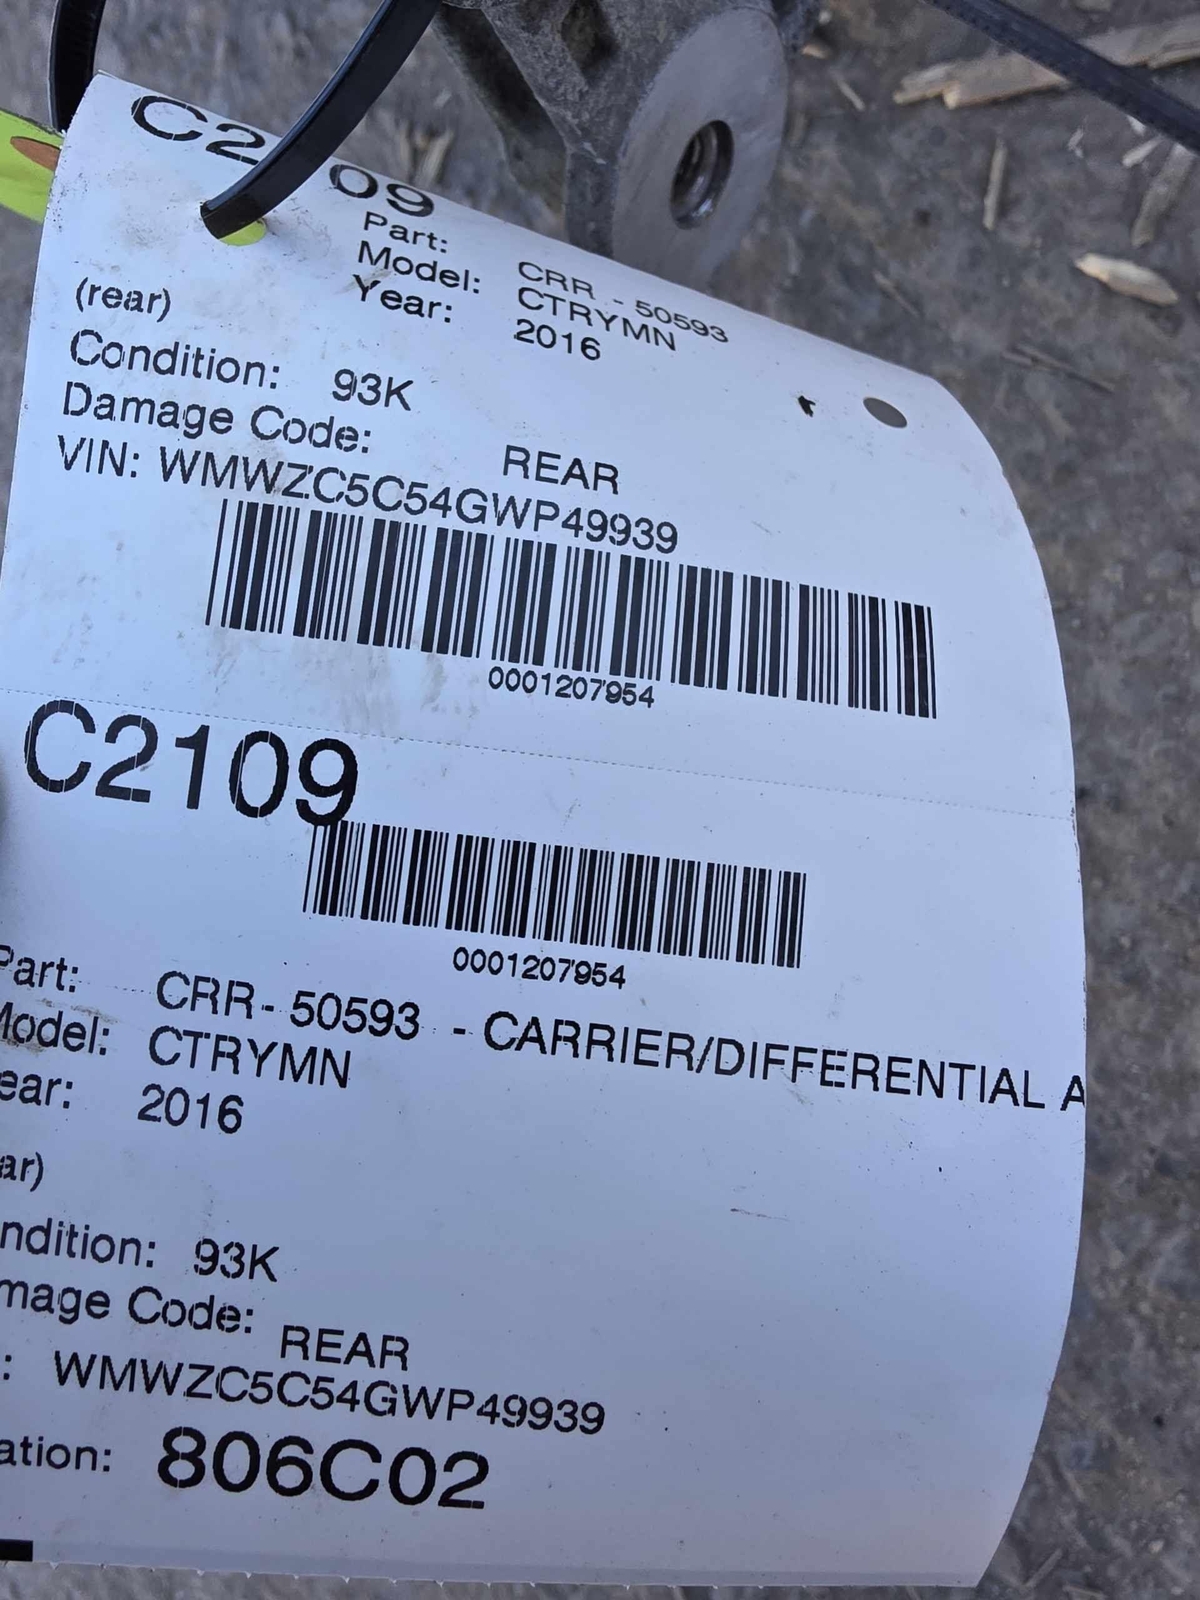 C2 09
Part: CRR - 50593
Model: CTRYMN
Year: 2016
(rear)
Condition: 93K
Damage Code:
REAR
VIN: WMWZC5C54GWP49939
0001207954
C2109
0001207954
Part: CRR- 50593 - CARRIER/DIFFERENTIAL A
Model: CTRYMN
ear: 2016
ar)
ndition: 93K
mage Code:
REAR
: WMWZC5C54GWP49939
ation: 806C02